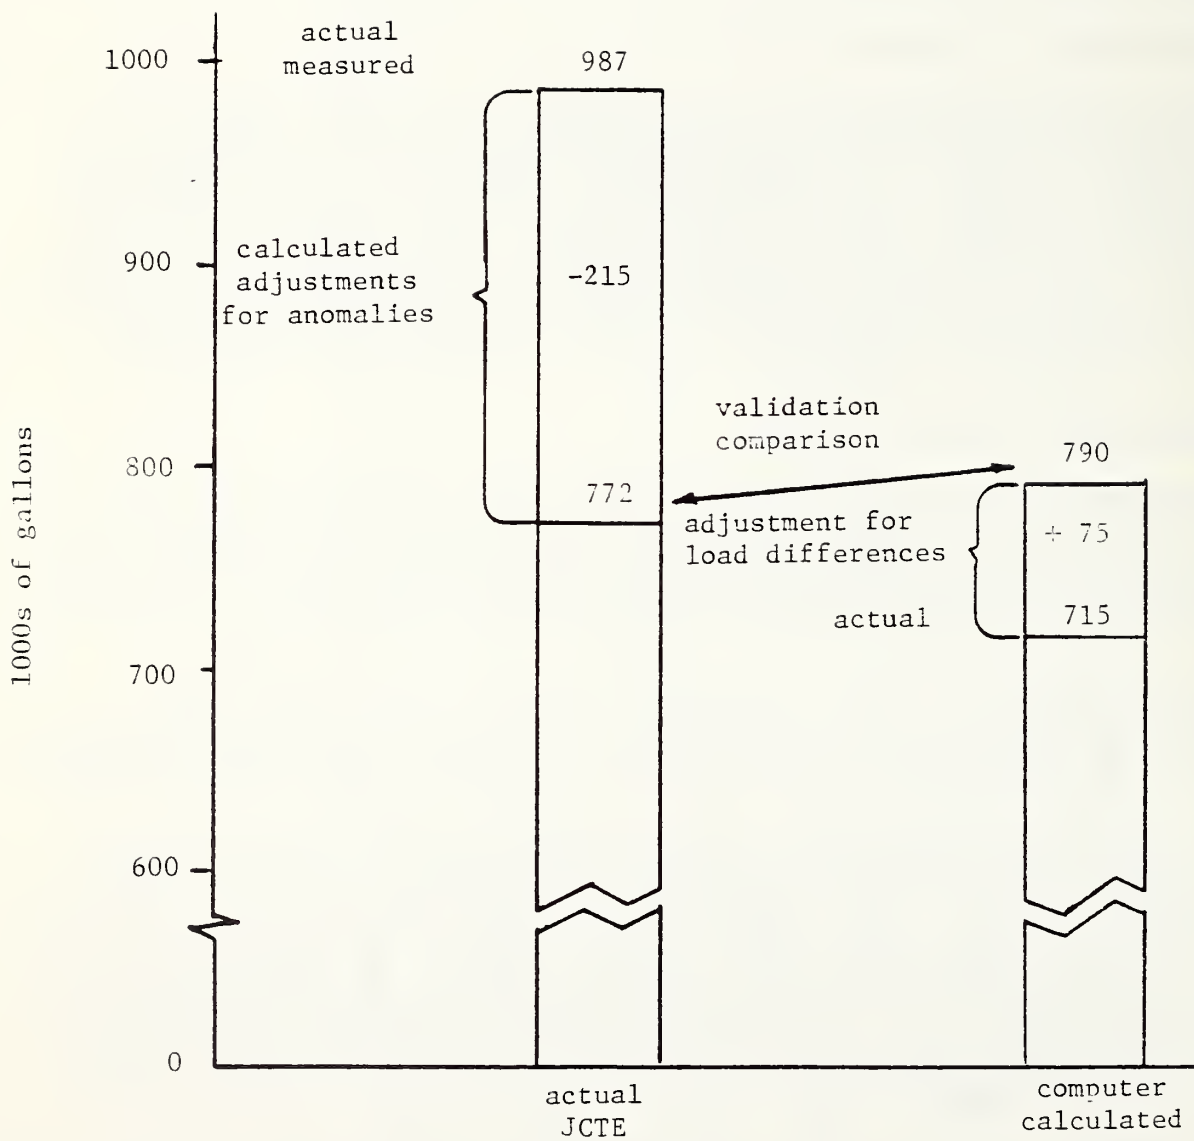 actual
measured
1000
987
calculated
adjustments
for anomalies
900
-215
validation
comparison
800
790
772
adjustment for
load differences
+ 75
actual
715
700
600
0
1000s of gallons
actual
JCTE
computer
calculated